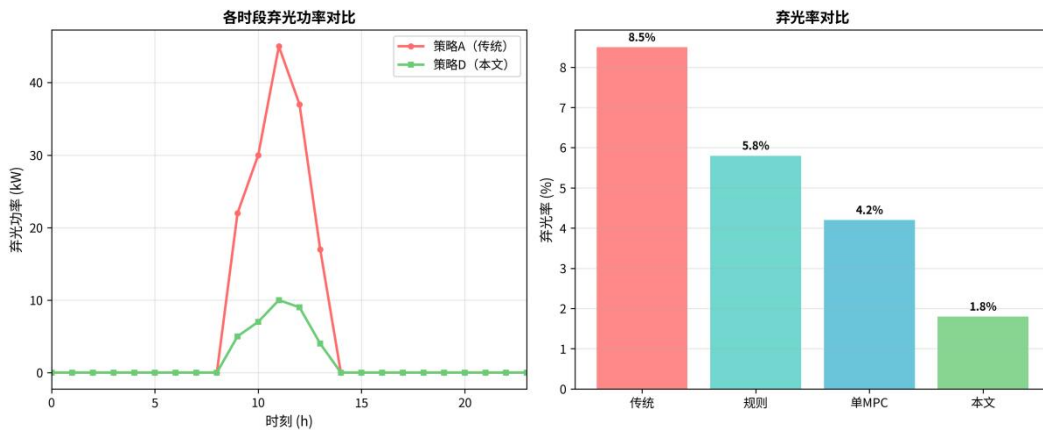 各时段弃光功率对比
策略A（传统）
策略D（本文）
弃光功率 (kW)
40
30
20
10
0
0
5
10
15
20
时刻 (h)
弃光率对比
弃光率 (%)
8
7
6
5
4
3
2
1
0
8.5%
5.8%
4.2%
1.8%
传统
规则
单MPC
本文